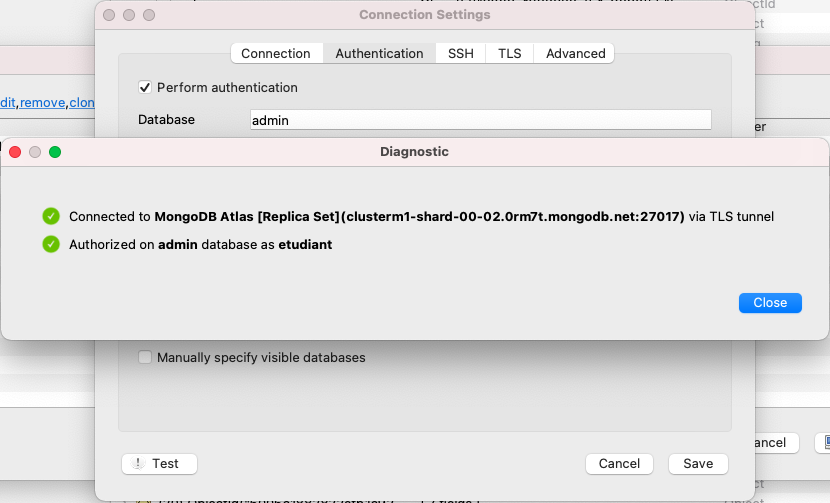 Connection Settings
Connection Authentication SSH TLS Advanced
Perform authentication
dit,remove,clon
Database admin
er
Diagnostic
Connected to MongoDB Atlas [Replica Set](clusterm1-shard-00-02.0rm7t.mongodb.net:27017) via TLS tunnel
Authorized on admin database as etudiant
Close
Manually specify visible databases
ancel
! Test Cancel Save